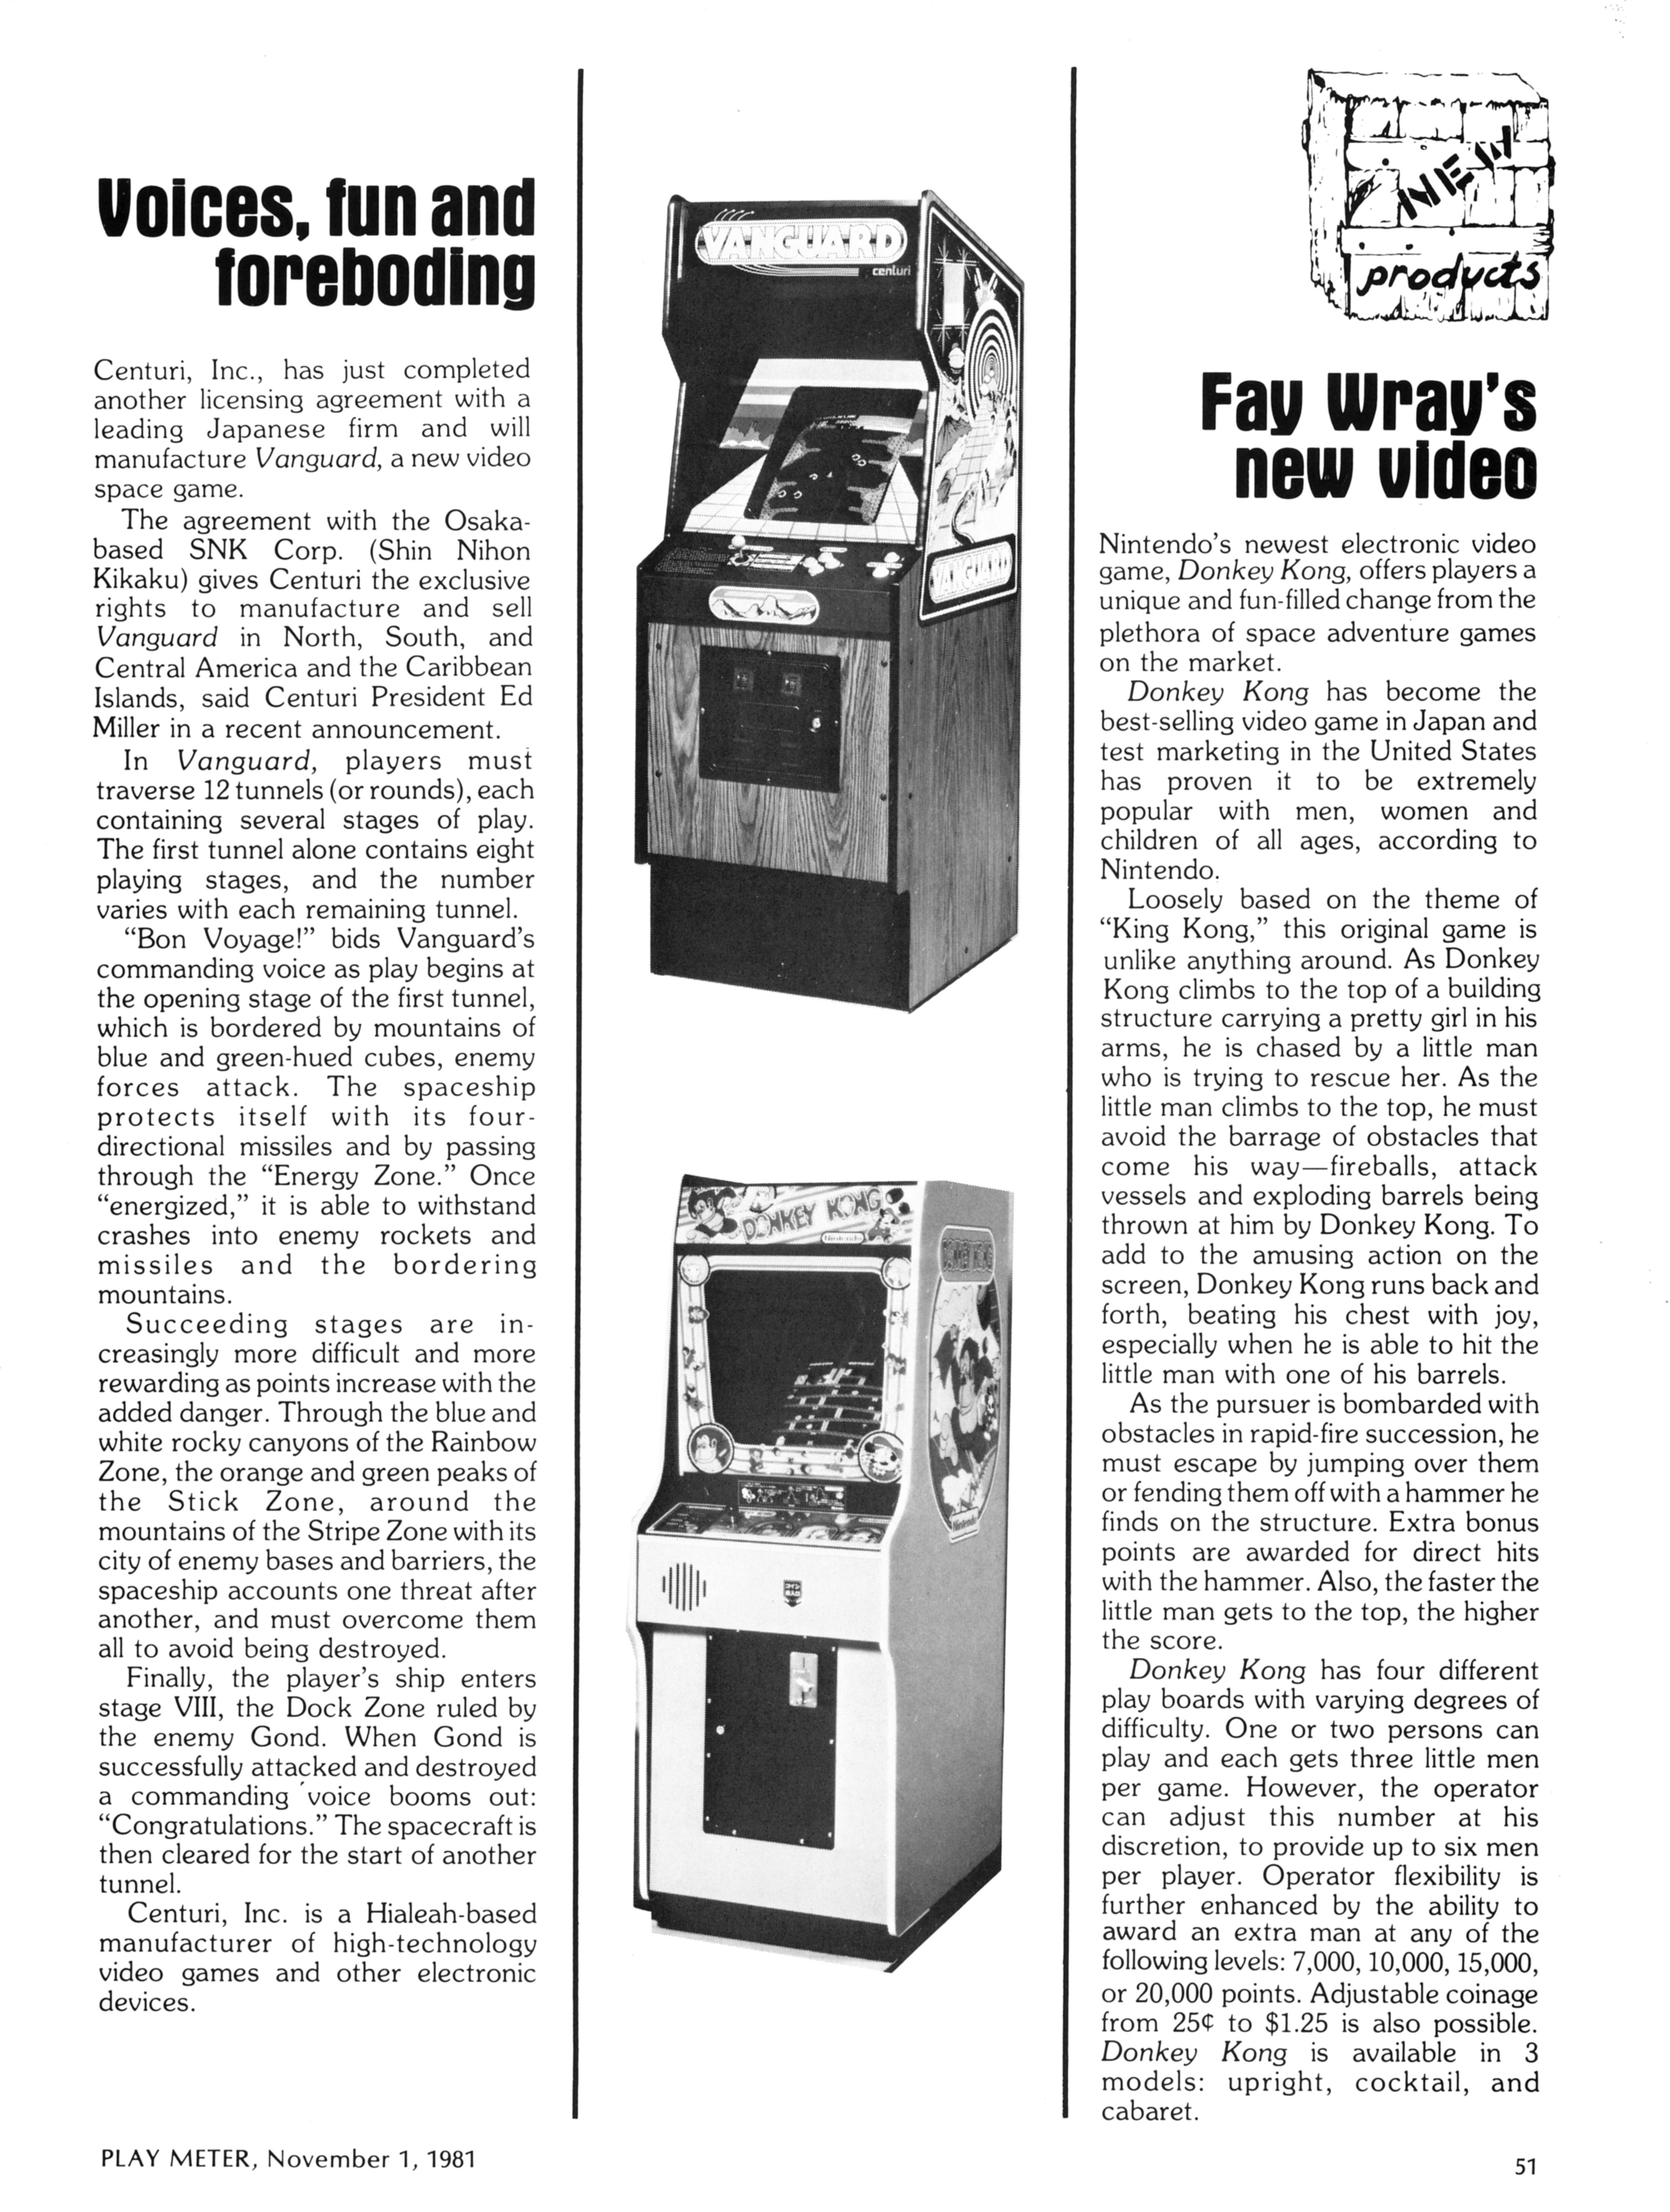 Voices, fun and
foreboding
Centuri, Inc., has just completed
another licensing agreement with a
leading Japanese firm and will
manufacture Vanguard, a new video
space game.
The agreement with the Osaka-
based SNK Corp. (Shin Nihon
Kikaku) gives Centuri the exclusive
rights to manufacture and sell
Vanguard in North, South, and
Central America and the Caribbean
Islands, said Centuri President Ed
Miller in a recent announcement.
In Vanguard, players must
traverse 12 tunnels (or rounds), each
containing several stages of play.
The first tunnel alone contains eight
playing stages, and the number
varies with each remaining tunnel.
“Bon Voyage!” bids Vanguard’s
commanding voice as play begins at
the opening stage of the first tunnel,
which is bordered by mountains of
blue and green-hued cubes, enemy
forces attack. The spaceship
protects itself with its four-
directional missiles and by passing
through the “Energy Zone.” Once
“energized,” it is able to withstand
crashes into enemy rockets and
missiles and the bordering
mountains.
Succeeding stages are in-
creasingly more difficult and more
rewarding as points increase with the
added danger. Through the blue and
white rocky canyons of the Rainbow
Zone, the orange and green peaks of
the Stick Zone, around the
mountains of the Stripe Zone with its
city of enemy bases and barriers, the
spaceship accounts one threat after
another, and must overcome them
all to avoid being destroyed.
Finally, the player’s ship enters
stage VIII, the Dock Zone ruled by
the enemy Gond. When Gond is
successfully attacked and destroyed
a commanding voice booms out:
“Congratulations.” The spacecraft is
then cleared for the start of another
tunnel.
Centuri, Inc. is a Hialeah-based
manufacturer of high-technology
video games and other electronic
devices.
VANGUARD
centuri
VANGUARD
DONKEY KONG
Nintendo
DONKEY KONG
Nintendo
NEW
products
Fay Wray’s
new video
Nintendo’s newest electronic video
game, Donkey Kong, offers players a
unique and fun-filled change from the
plethora of space adventure games
on the market.
Donkey Kong has become the
best-selling video game in Japan and
test marketing in the United States
has proven it to be extremely
popular with men, women and
children of all ages, according to
Nintendo.
Loosely based on the theme of
“King Kong,” this original game is
unlike anything around. As Donkey
Kong climbs to the top of a building
structure carrying a pretty girl in his
arms, he is chased by a little man
who is trying to rescue her. As the
little man climbs to the top, he must
avoid the barrage of obstacles that
come his way—fireballs, attack
vessels and exploding barrels being
thrown at him by Donkey Kong. To
add to the amusing action on the
screen, Donkey Kong runs back and
forth, beating his chest with joy,
especially when he is able to hit the
little man with one of his barrels.
As the pursuer is bombarded with
obstacles in rapid-fire succession, he
must escape by jumping over them
or fending them off with a hammer he
finds on the structure. Extra bonus
points are awarded for direct hits
with the hammer. Also, the faster the
little man gets to the top, the higher
the score.
Donkey Kong has four different
play boards with varying degrees of
difficulty. One or two persons can
play and each gets three little men
per game. However, the operator
can adjust this number at his
discretion, to provide up to six men
per player. Operator flexibility is
further enhanced by the ability to
award an extra man at any of the
following levels: 7,000, 10,000, 15,000,
or 20,000 points. Adjustable coinage
from 25¢ to $1.25 is also possible.
Donkey Kong is available in 3
models: upright, cocktail, and
cabaret.
PLAY METER, November 1, 1981
51